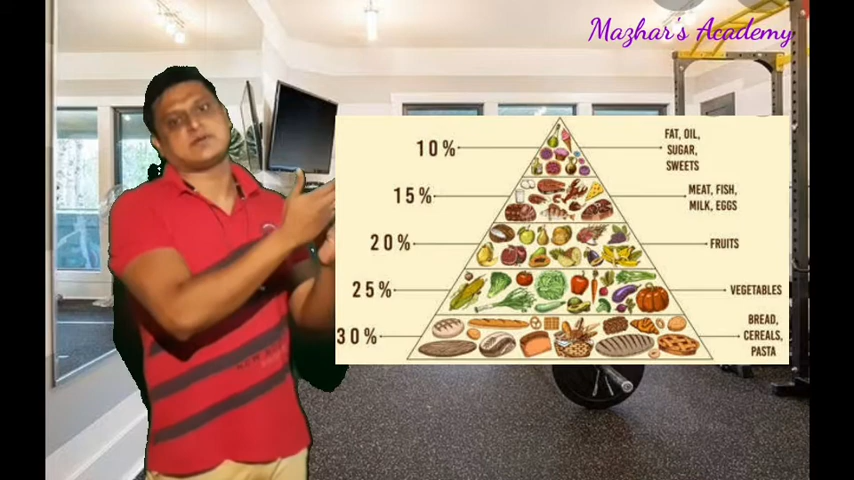 Mazhar's Academy
10%
FAT, OIL,
SUGAR,
SWEETS
15%
MEAT, FISH,
MILK, EGGS
20%
FRUITS
25%
VEGETABLES
30%
BREAD,
CEREALS,
PASTA